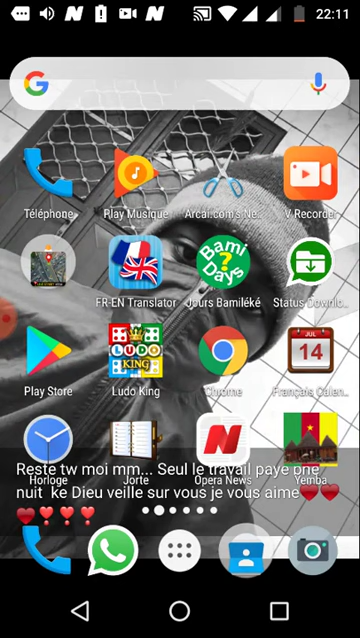 22:11
G
Téléphone
Play Musique
Arcai.com's Ne..
V Recorder
Bami
Days
?
FR-EN Translator
Jours Bamiléké
Status Downlo..
LUDO
KING
JUL
14
Play Store
Ludo King
Chrome
Français Calen..
N
Horloge
Jorte
Opera News
Yemba
Reste tw moi mm... Seul le travail paye one
nuit ke Dieu veille sur vous je vous aime❤️❤️
❤️❤️❤️❤️